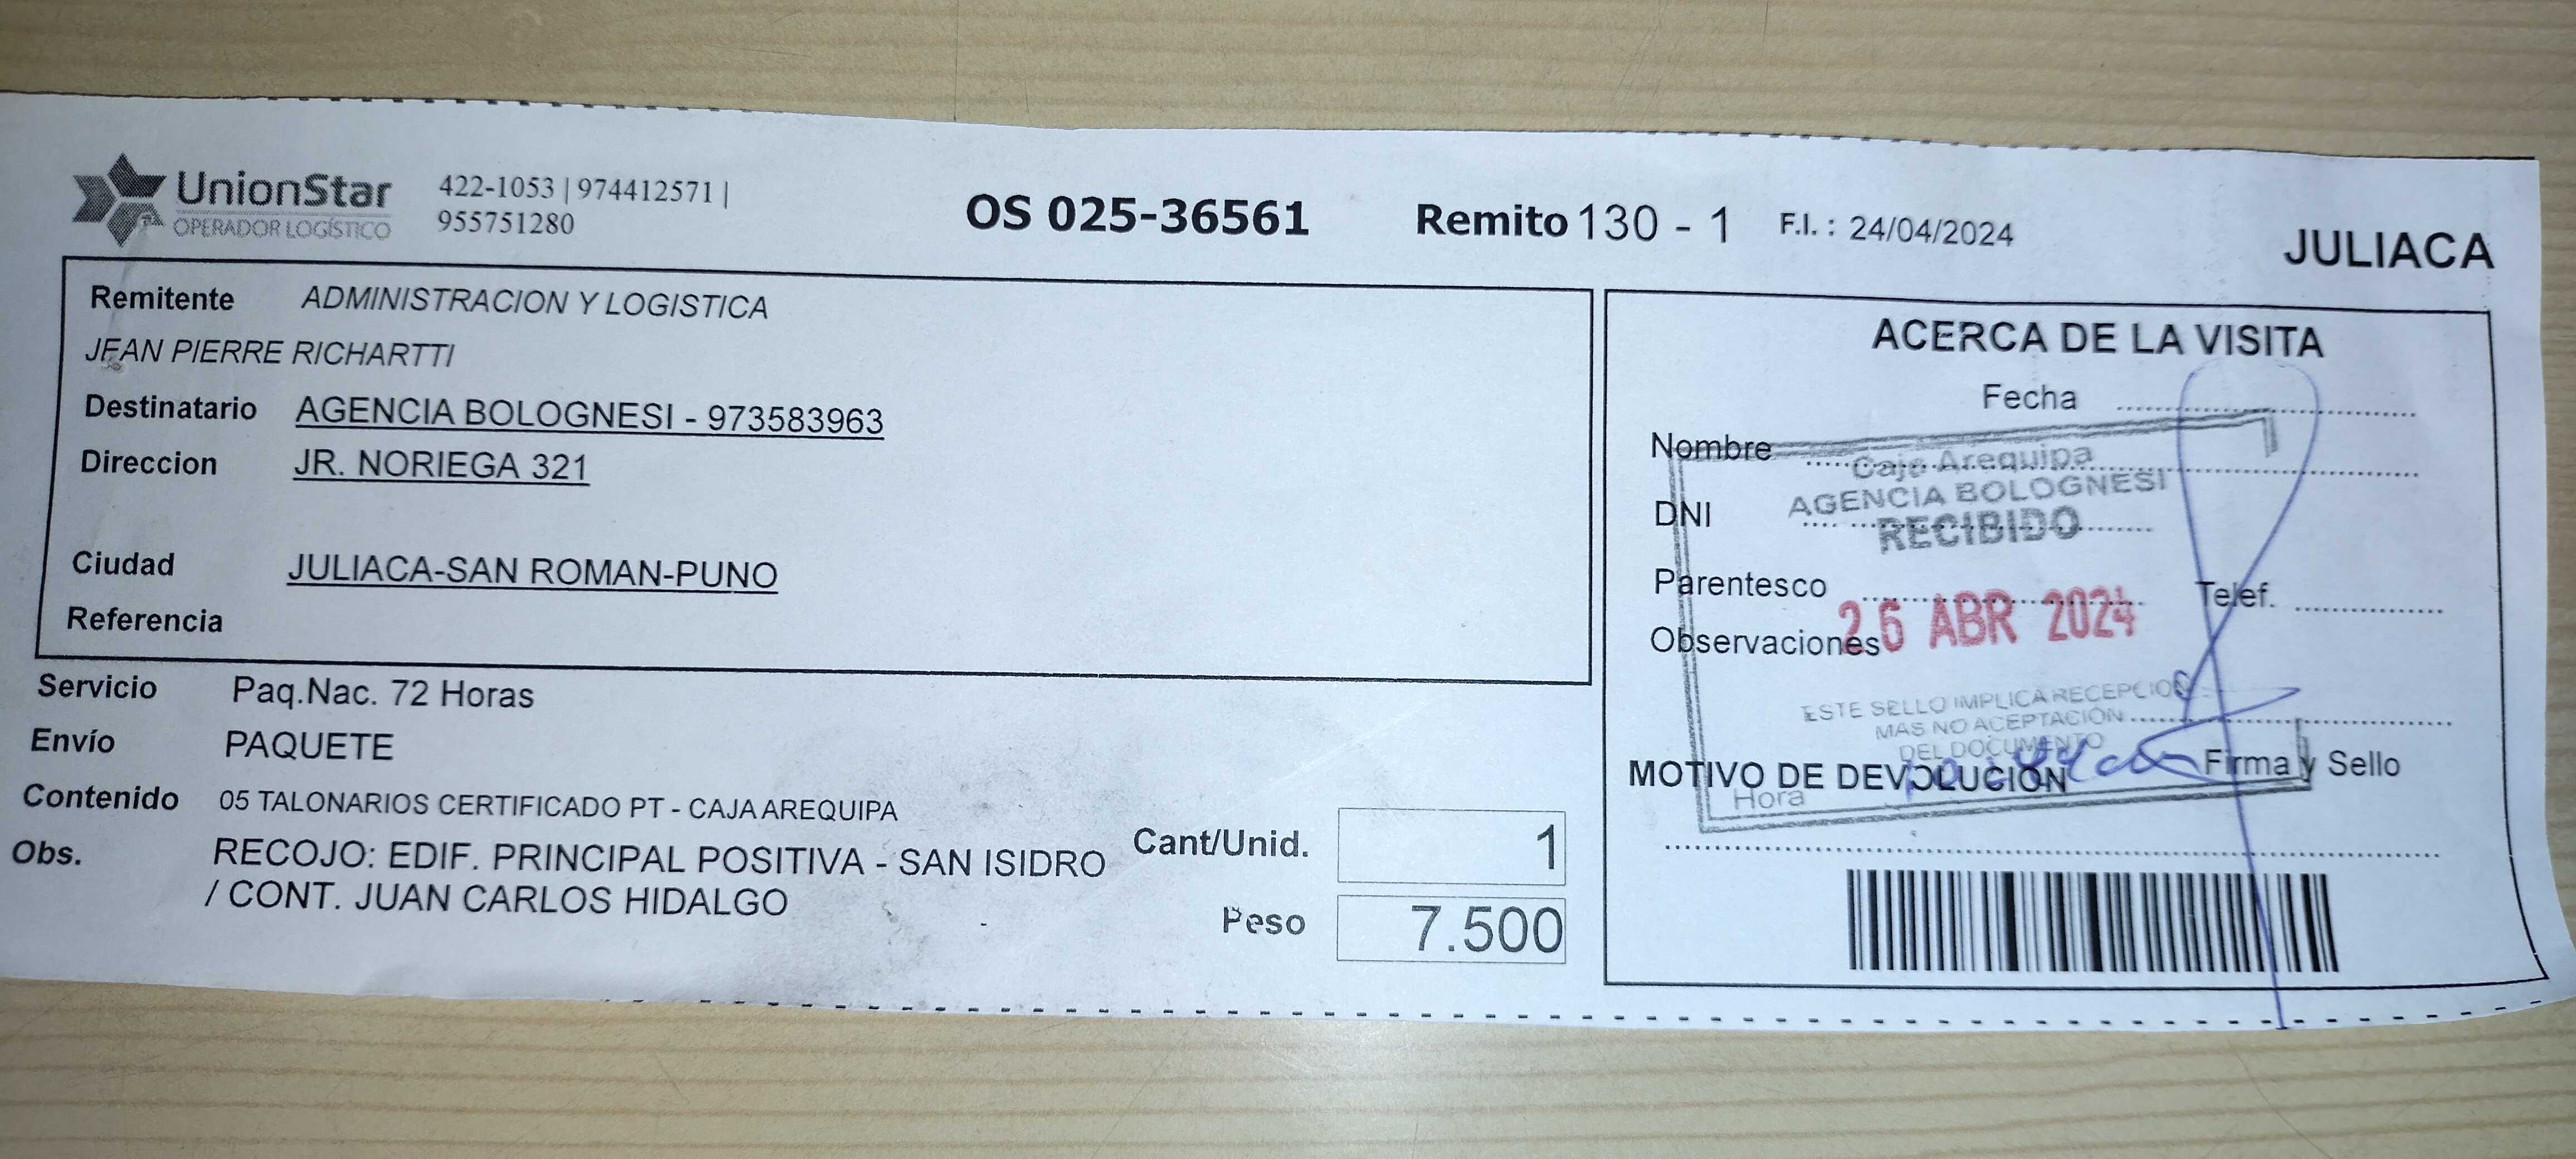 UnionStar
OPERADOR LOGÍSTICO
422-1053 | 974412571 |
955751280
OS 025-36561
Remito 130 - 1
F.I. : 24/04/2024
JULIACA
Remitente ADMINISTRACION Y LOGISTICA
JEAN PIERRE RICHARTTI
Destinatario AGENCIA BOLOGNESI - 973583963
Direccion JR. NORIEGA 321
Ciudad JULIACA-SAN ROMAN-PUNO
Referencia
Servicio Paq.Nac. 72 Horas
Envío PAQUETE
Contenido 05 TALONARIOS CERTIFICADO PT - CAJA AREQUIPA
Obs. RECOJO: EDIF. PRINCIPAL POSITIVA - SAN ISIDRO
/ CONT. JUAN CARLOS HIDALGO
Cant/Unid. 1
Peso 7.500
ACERCA DE LA VISITA
Fecha
Nombre
Caja Arequipa
AGENCIA BOLOGNESI
DNI
RECIBIDO
Parentesco
Telef.
26 ABR 2024
Observaciones
ESTE SELLO IMPLICA RECEPCION
MAS NO ACEPTACIÓN
DEL DOCUMENTO
Firma y Sello
MOTIVO DE DEVOLUCIÓN
Hora